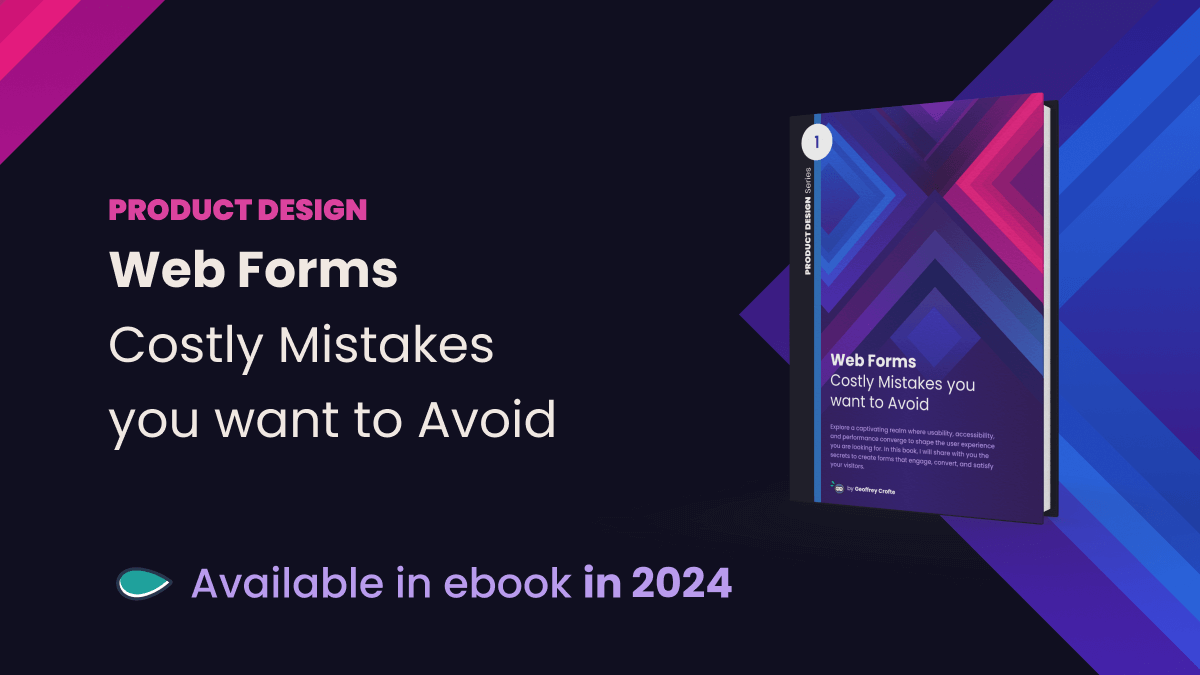 PRODUCT DESIGN
Web Forms
Costly Mistakes
you want to Avoid
Available in ebook in 2024
1
PRODUCT DESIGN Series
Web Forms
Costly Mistakes you
want to Avoid
Explore a captivating realm where usability, accessibility,
and performance converge to shape the user experience
you are looking for. In this book, I will share with you the
secrets to create forms that engage, convert, and satisfy
your visitors.
by Geoffrey Crofte